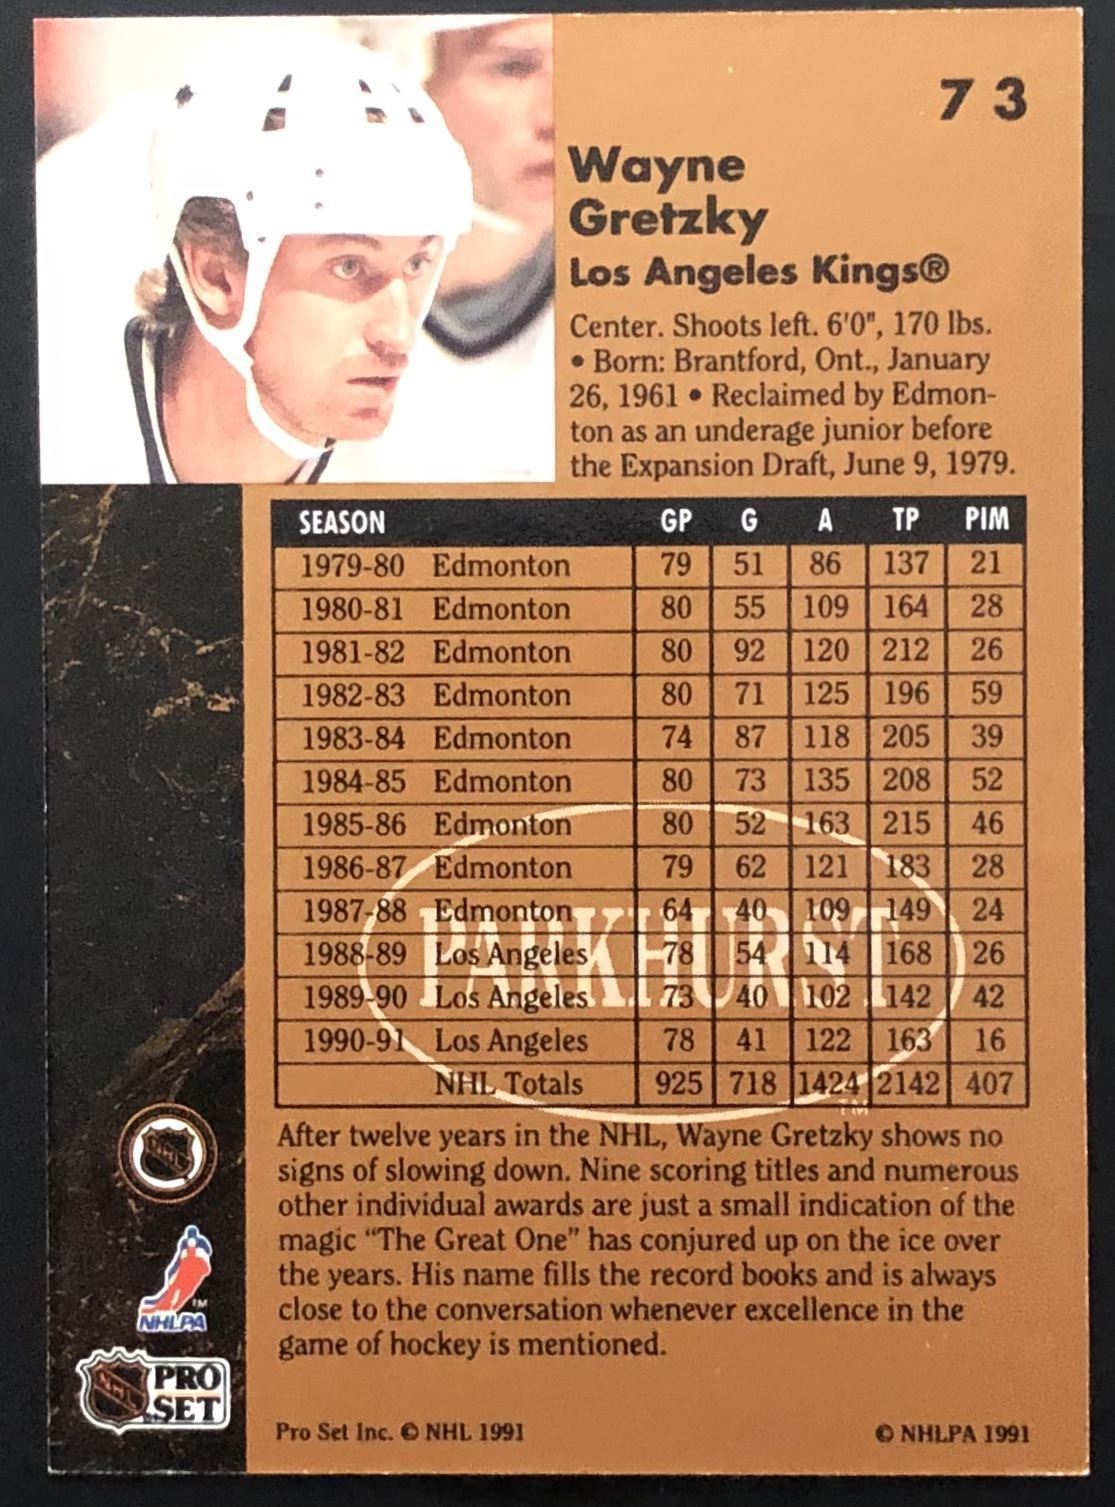 73
Wayne
Gretzky
Los Angeles Kings®
Center. Shoots left. 6'0", 170 lbs.
• Born: Brantford, Ont., January
26, 1961 • Reclaimed by Edmon-
ton as an underage junior before
the Expansion Draft, June 9, 1979.
SEASON GP G A TP PIM
1979-80 Edmonton 79 51 86 137 21
1980-81 Edmonton 80 55 109 164 28
1981-82 Edmonton 80 92 120 212 26
1982-83 Edmonton 80 71 125 196 59
1983-84 Edmonton 74 87 118 205 39
1984-85 Edmonton 80 73 135 208 52
1985-86 Edmonton 80 52 163 215 46
1986-87 Edmonton 79 62 121 183 28
1987-88 Edmonton 64 40 109 149 24
1988-89 Los Angeles 78 54 114 168 26
1989-90 Los Angeles 73 40 102 142 42
1990-91 Los Angeles 78 41 122 163 16
NHL Totals 925 718 1424 2142 407
PARKHURST
TM
After twelve years in the NHL, Wayne Gretzky shows no
signs of slowing down. Nine scoring titles and numerous
other individual awards are just a small indication of the
magic “The Great One” has conjured up on the ice over
the years. His name fills the record books and is always
close to the conversation whenever excellence in the
game of hockey is mentioned.
NHL
TM
NHLPA
NHL
PRO
SET
Pro Set Inc. © NHL 1991
© NHLPA 1991